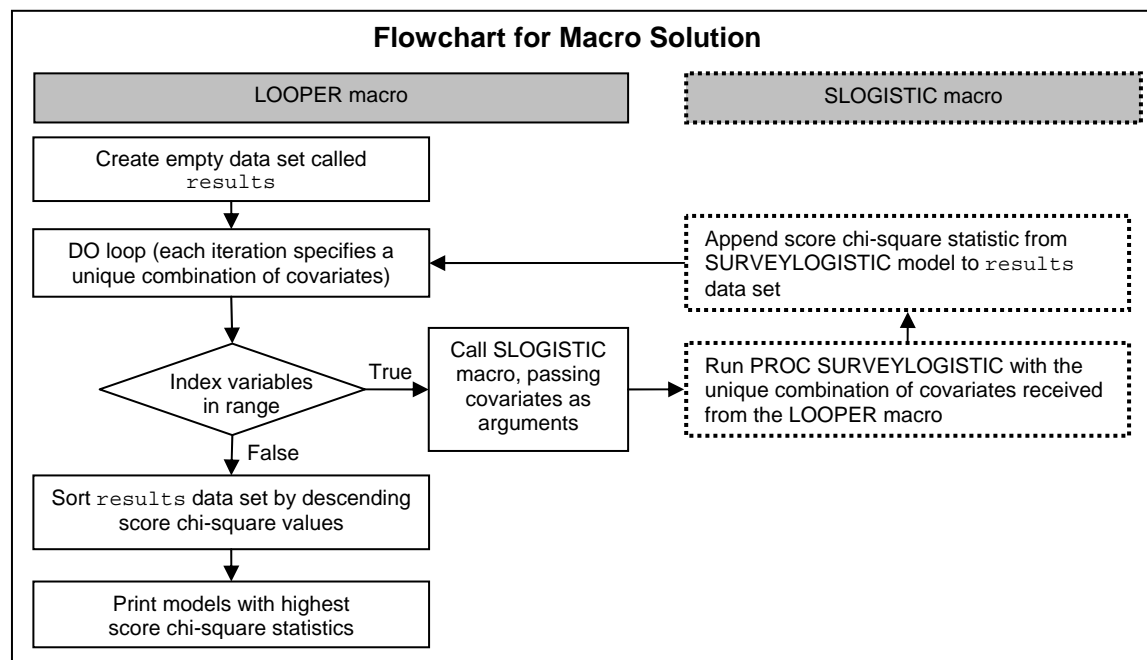 Flowchart for Macro Solution
LOOPER macro
SLOGISTIC macro
Create empty data set called
results
DO loop (each iteration specifies a
unique combination of covariates)
Index variables
in range
True
False
Call SLOGISTIC
macro, passing
covariates as
arguments
Run PROC SURVEYLOGISTIC with the
unique combination of covariates received
from the LOOPER macro
Append score chi-square statistic from
SURVEYLOGISTIC model to results
data set
Sort results data set by descending
score chi-square values
Print models with highest
score chi-square statistics